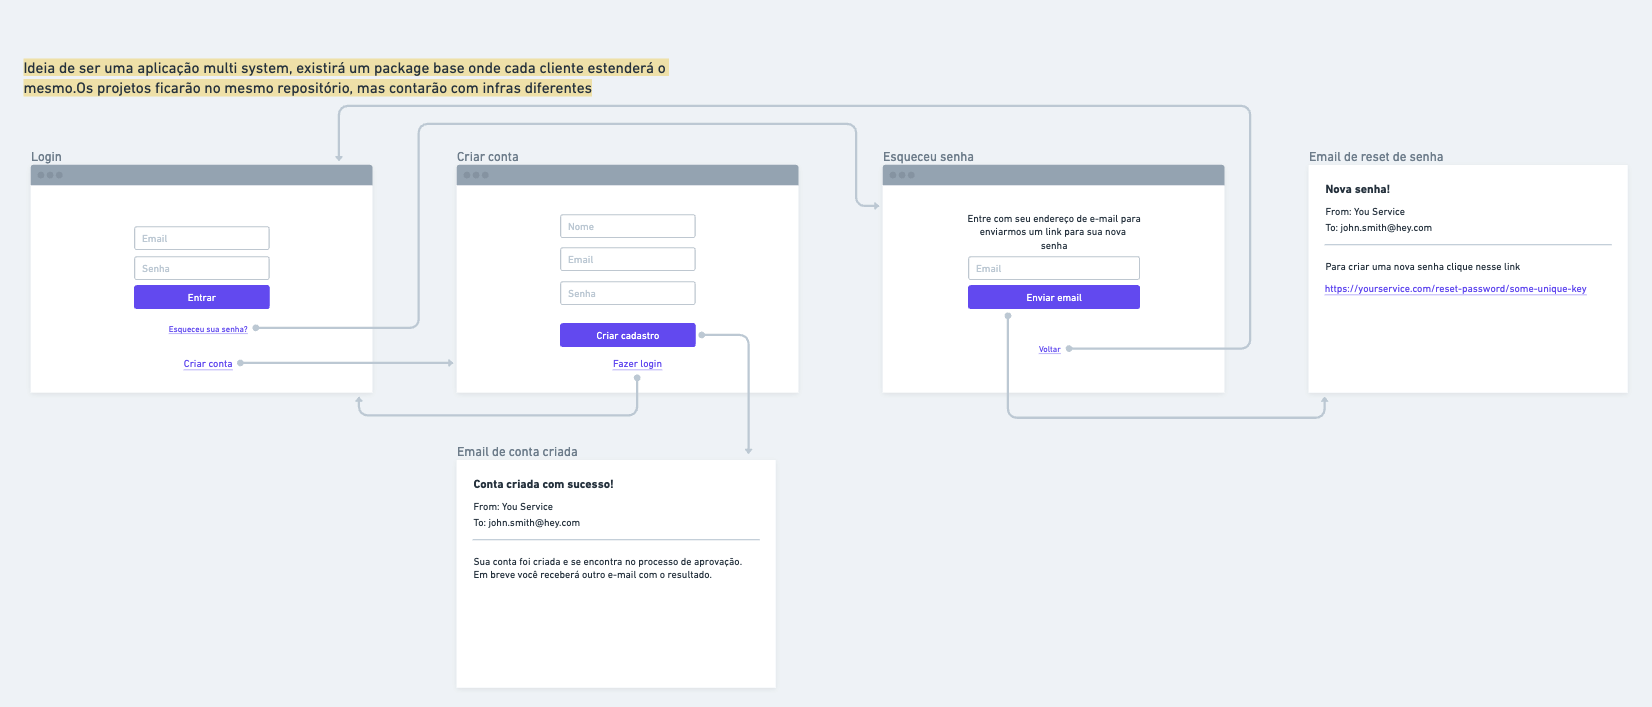 Ideia de ser uma aplicação multi system, existirá um package base onde cada cliente estenderá o
mesmo.Os projetos ficarão no mesmo repositório, mas contarão com infras diferentes
Login
Email
Senha
Entrar
Esqueceu sua senha?
Criar conta
Criar conta
Nome
Email
Senha
Criar cadastro
Fazer login
Esqueceu senha
Entre com seu endereço de e-mail para
enviarmos um link para sua nova
senha
Email
Enviar email
Voltar
Email de reset de senha
Nova senha!
From: You Service
To: john.smith@hey.com
Para criar uma nova senha clique nesse link
https://yourservice.com/reset-password/some-unique-key
Email de conta criada
Conta criada com sucesso!
From: You Service
To: john.smith@hey.com
Sua conta foi criada e se encontra no processo de aprovação.
Em breve você receberá outro e-mail com o resultado.